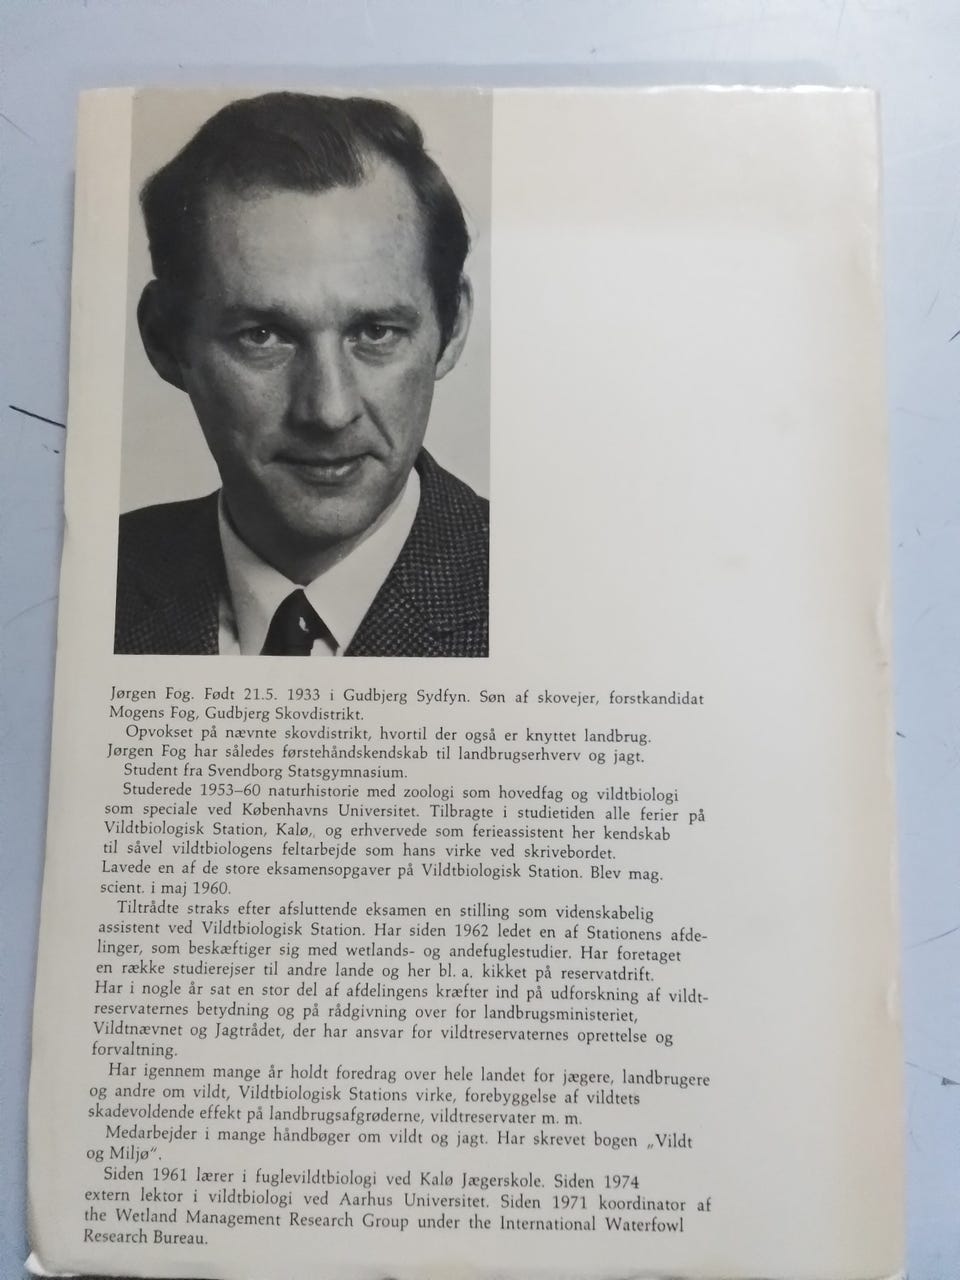 Jørgen Fog. Født 21.5. 1933 i Gudbjerg Sydfyn. Søn af skovejer, forstkandidat
Mogens Fog, Gudbjerg Skovdistrikt.
Opvokset på nævnte skovdistrikt, hvortil der også er knyttet landbrug.
Jørgen Fog har således førstehåndskendskab til landbrugserhverv og jagt.
Student fra Svendborg Statsgymnasium.
Studerede 1953–60 naturhistorie med zoologi som hovedfag og vildtbiologi
som speciale ved Københavns Universitet. Tilbragte i studietiden alle ferier på
Vildtbiologisk Station, Kalø,, og erhvervede som ferieassistent her kendskab
til såvel vildtbiologens feltarbejde som hans virke ved skrivebordet.
Lavede en af de store eksamensopgaver på Vildtbiologisk Station. Blev mag.
scient. i maj 1960.
Tiltrådte straks efter afsluttende eksamen en stilling som videnskabelig
assistent ved Vildtbiologisk Station. Har siden 1962 ledet en af Stationens afde-
linger, som beskæftiger sig med wetlands- og andefuglestudier. Har foretaget
en række studierejser til andre lande og her bl. a. kikket på reservatdrift.
Har i nogle år sat en stor del af afdelingens kræfter ind på udforskning af vildt-
reservaternes betydning og på rådgivning over for landbrugsministeriet,
Vildtnævnet og Jagtrådet, der har ansvar for vildtreservaternes oprettelse og
forvaltning.
Har igennem mange år holdt foredrag over hele landet for jægere, landbrugere
og andre om vildt, Vildtbiologisk Stations virke, forebyggelse af vildtets
skadevoldende effekt på landbrugsafgrøderne, vildtreservater m. m.
Medarbejder i mange håndbøger om vildt og jagt. Har skrevet bogen „Vildt
og Miljø”.
Siden 1961 lærer i fuglevildtbiologi ved Kalø Jægerskole. Siden 1974
extern lektor i vildtbiologi ved Aarhus Universitet. Siden 1971 koordinator af
the Wetland Management Research Group under the International Waterfowl
Research Bureau.